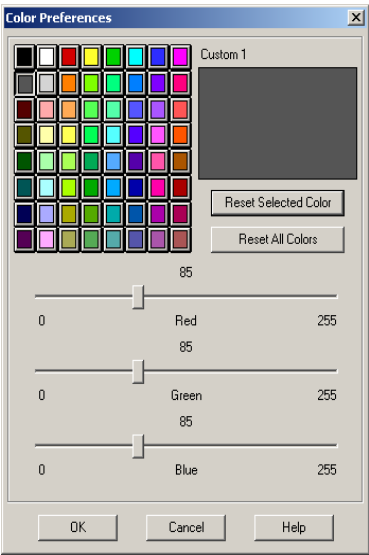 Color Preferences
Custom 1
Reset Selected Color
Reset All Colors
85
0 Red 255
85
0 Green 255
85
0 Blue 255
OK Cancel Help